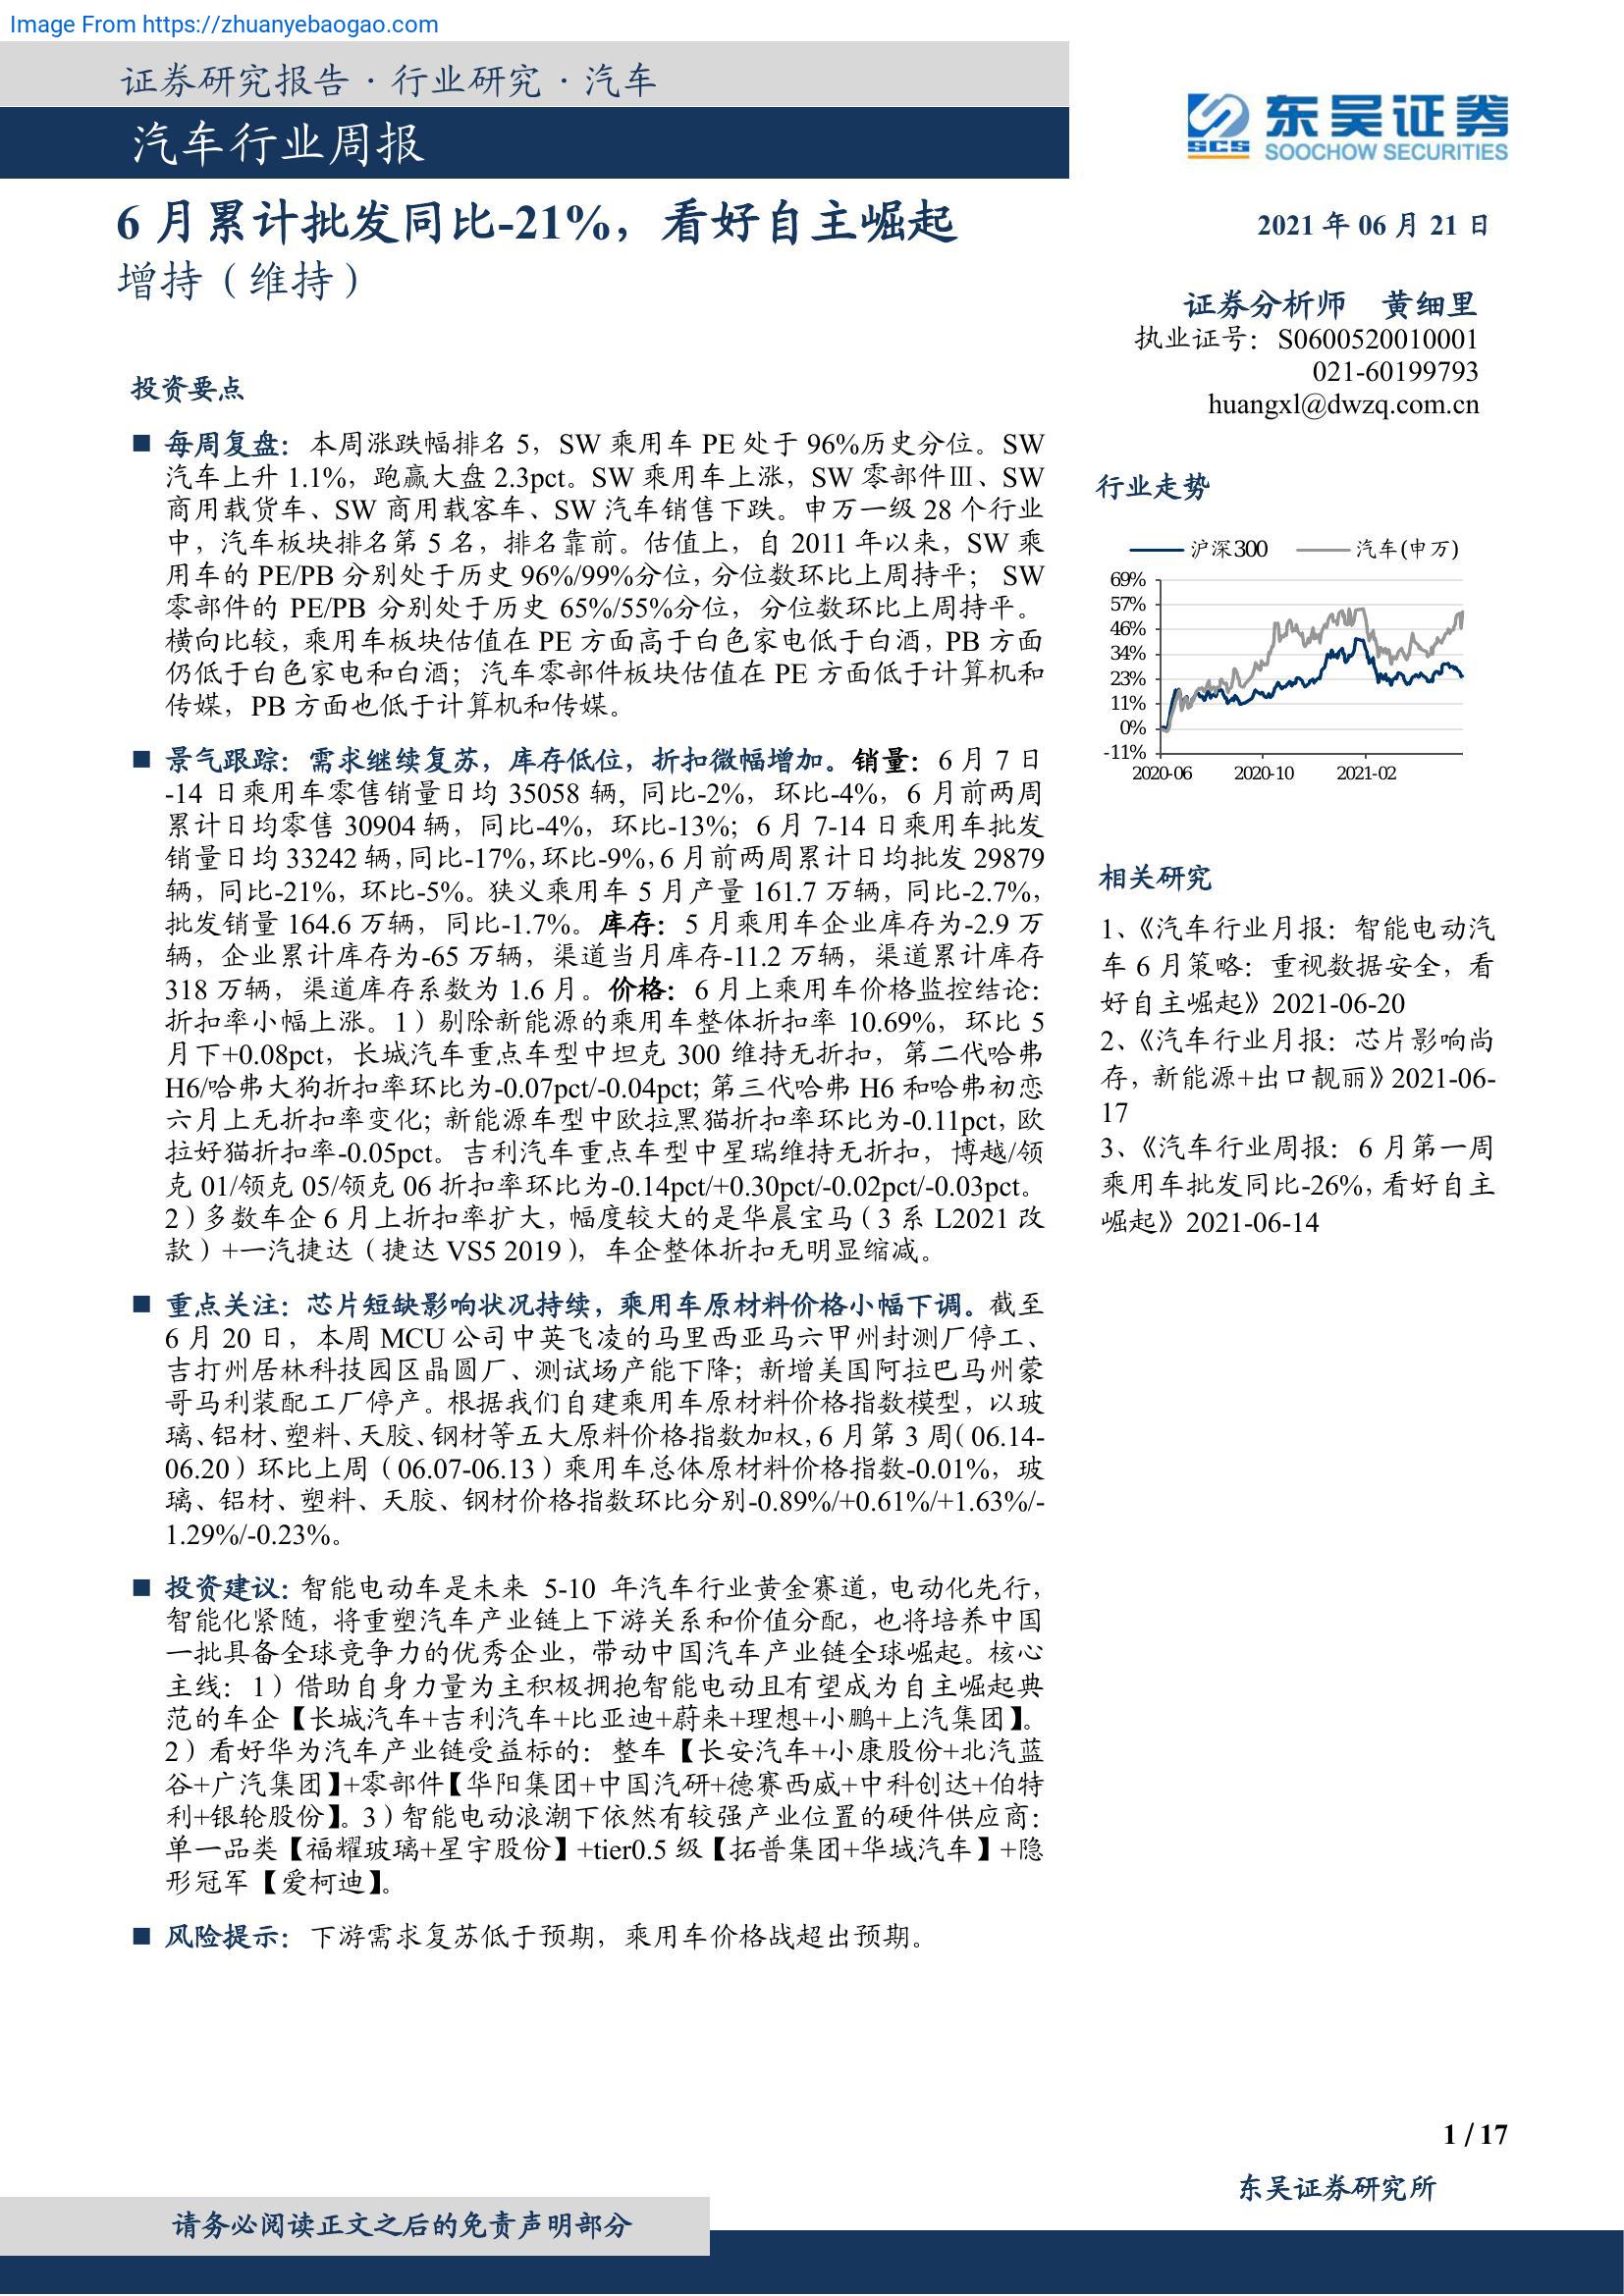 Image From https://zhuanyebaogao.com
证券研究报告·行业研究·汽车
汽车行业周报
东吴证券
SCS
SOOCHOW SECURITIES
6 月累计批发同比-21%，看好自主崛起
增持（维持）
2021 年 06 月 21 日
证券分析师 黄细里
执业证号：S0600520010001
021-60199793
huangxl@dwzq.com.cn
投资要点
■ 每周复盘：本周涨跌幅排名 5，SW 乘用车 PE 处于 96%历史分位。SW
汽车上升 1.1%，跑赢大盘 2.3pct。SW 乘用车上涨，SW 零部件Ⅲ、SW
商用载货车、SW 商用载客车、SW 汽车销售下跌。申万一级 28 个行业
中，汽车板块排名第 5 名，排名靠前。估值上，自 2011 年以来，SW 乘
用车的 PE/PB 分别处于历史 96%/99%分位，分位数环比上周持平； SW
零部件的 PE/PB 分别处于历史 65%/55%分位，分位数环比上周持平。
横向比较，乘用车板块估值在 PE 方面高于白色家电低于白酒，PB 方面
仍低于白色家电和白酒；汽车零部件板块估值在 PE 方面低于计算机和
传媒，PB 方面也低于计算机和传媒。
■ 景气跟踪：需求继续复苏，库存低位，折扣微幅增加。销量：6 月 7 日
-14 日乘用车零售销量日均 35058 辆, 同比-2%，环比-4%，6 月前两周
累计日均零售 30904 辆，同比-4%，环比-13%；6 月 7-14 日乘用车批发
销量日均 33242 辆,同比-17%,环比-9%,6 月前两周累计日均批发 29879
辆，同比-21%，环比-5%。狭义乘用车 5 月产量 161.7 万辆，同比-2.7%，
批发销量 164.6 万辆，同比-1.7%。库存：5 月乘用车企业库存为-2.9 万
辆，企业累计库存为-65 万辆，渠道当月库存-11.2 万辆，渠道累计库存
318 万辆，渠道库存系数为 1.6 月。价格：6 月上乘用车价格监控结论：
折扣率小幅上涨。1）剔除新能源的乘用车整体折扣率 10.69%，环比 5
月下+0.08pct，长城汽车重点车型中坦克 300 维持无折扣，第二代哈弗
H6/哈弗大狗折扣率环比为-0.07pct/-0.04pct; 第三代哈弗 H6 和哈弗初恋
六月上无折扣率变化；新能源车型中欧拉黑猫折扣率环比为-0.11pct，欧
拉好猫折扣率-0.05pct。吉利汽车重点车型中星瑞维持无折扣，博越/领
克 01/领克 05/领克 06 折扣率环比为-0.14pct/+0.30pct/-0.02pct/-0.03pct。
2）多数车企 6 月上折扣率扩大，幅度较大的是华晨宝马（3 系 L2021 改
款）+一汽捷达（捷达 VS5 2019），车企整体折扣无明显缩减。
■ 重点关注：芯片短缺影响状况持续，乘用车原材料价格小幅下调。截至
6 月 20 日，本周 MCU 公司中英飞凌的马里西亚马六甲州封测厂停工、
吉打州居林科技园区晶圆厂、测试场产能下降；新增美国阿拉巴马州蒙
哥马利装配工厂停产。根据我们自建乘用车原材料价格指数模型，以玻
璃、铝材、塑料、天胶、钢材等五大原料价格指数加权,6 月第 3 周（06.14-
06.20）环比上周（06.07-06.13）乘用车总体原材料价格指数-0.01%，玻
璃、铝材、塑料、天胶、钢材价格指数环比分别-0.89%/+0.61%/+1.63%/-
1.29%/-0.23%。
■ 投资建议：智能电动车是未来 5-10 年汽车行业黄金赛道，电动化先行，
智能化紧随，将重塑汽车产业链上下游关系和价值分配，也将培养中国
一批具备全球竞争力的优秀企业，带动中国汽车产业链全球崛起。核心
主线：1）借助自身力量为主积极拥抱智能电动且有望成为自主崛起典
范的车企【长城汽车+吉利汽车+比亚迪+蔚来+理想+小鹏+上汽集团】。
2）看好华为汽车产业链受益标的：整车【长安汽车+小康股份+北汽蓝
谷+广汽集团】+零部件【华阳集团+中国汽研+德赛西威+中科创达+伯特
利+银轮股份】。3）智能电动浪潮下依然有较强产业位置的硬件供应商：
单一品类【福耀玻璃+星宇股份】+tier0.5 级【拓普集团+华域汽车】+隐
形冠军【爱柯迪】。
■ 风险提示：下游需求复苏低于预期，乘用车价格战超出预期。
行业走势
沪深300 汽车(申万)
69%
57%
46%
34%
23%
11%
0%
-11%
2020-06 2020-10 2021-02
相关研究
1、《汽车行业月报：智能电动汽
车 6 月策略：重视数据安全，看
好自主崛起》2021-06-20
2、《汽车行业月报：芯片影响尚
存，新能源+出口靓丽》2021-06-
17
3、《汽车行业周报：6 月第一周
乘用车批发同比-26%，看好自主
崛起》2021-06-14
1 / 17
东吴证券研究所
请务必阅读正文之后的免责声明部分